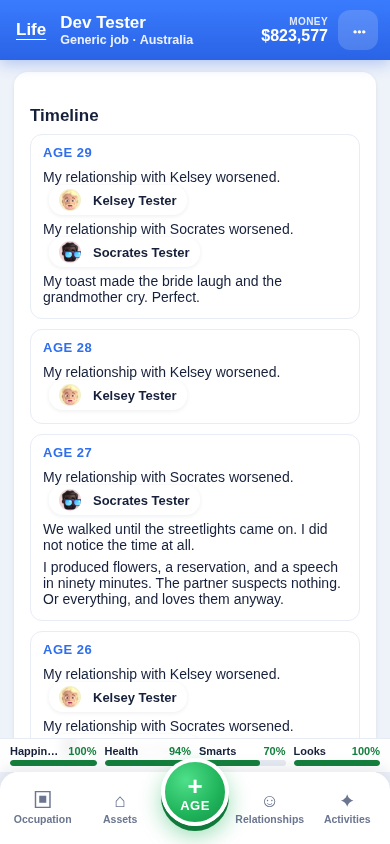 Life
Dev Tester
Generic job · Australia
MONEY
$823,577
Timeline
AGE 29
My relationship with Kelsey worsened.
Kelsey Tester
My relationship with Socrates worsened.
Socrates Tester
My toast made the bride laugh and the
grandmother cry. Perfect.
AGE 28
My relationship with Kelsey worsened.
Kelsey Tester
AGE 27
My relationship with Socrates worsened.
Socrates Tester
We walked until the streetlights came on. I did
not notice the time at all.
I produced flowers, a reservation, and a speech
in ninety minutes. The partner suspects nothing.
Or everything, and loves them anyway.
AGE 26
My relationship with Kelsey worsened.
Kelsey Tester
My relationship with Socrates worsened.
Happin... 100% Health 94% Smarts 70% Looks 100%
+
AGE
Occupation Assets Relationships Activities